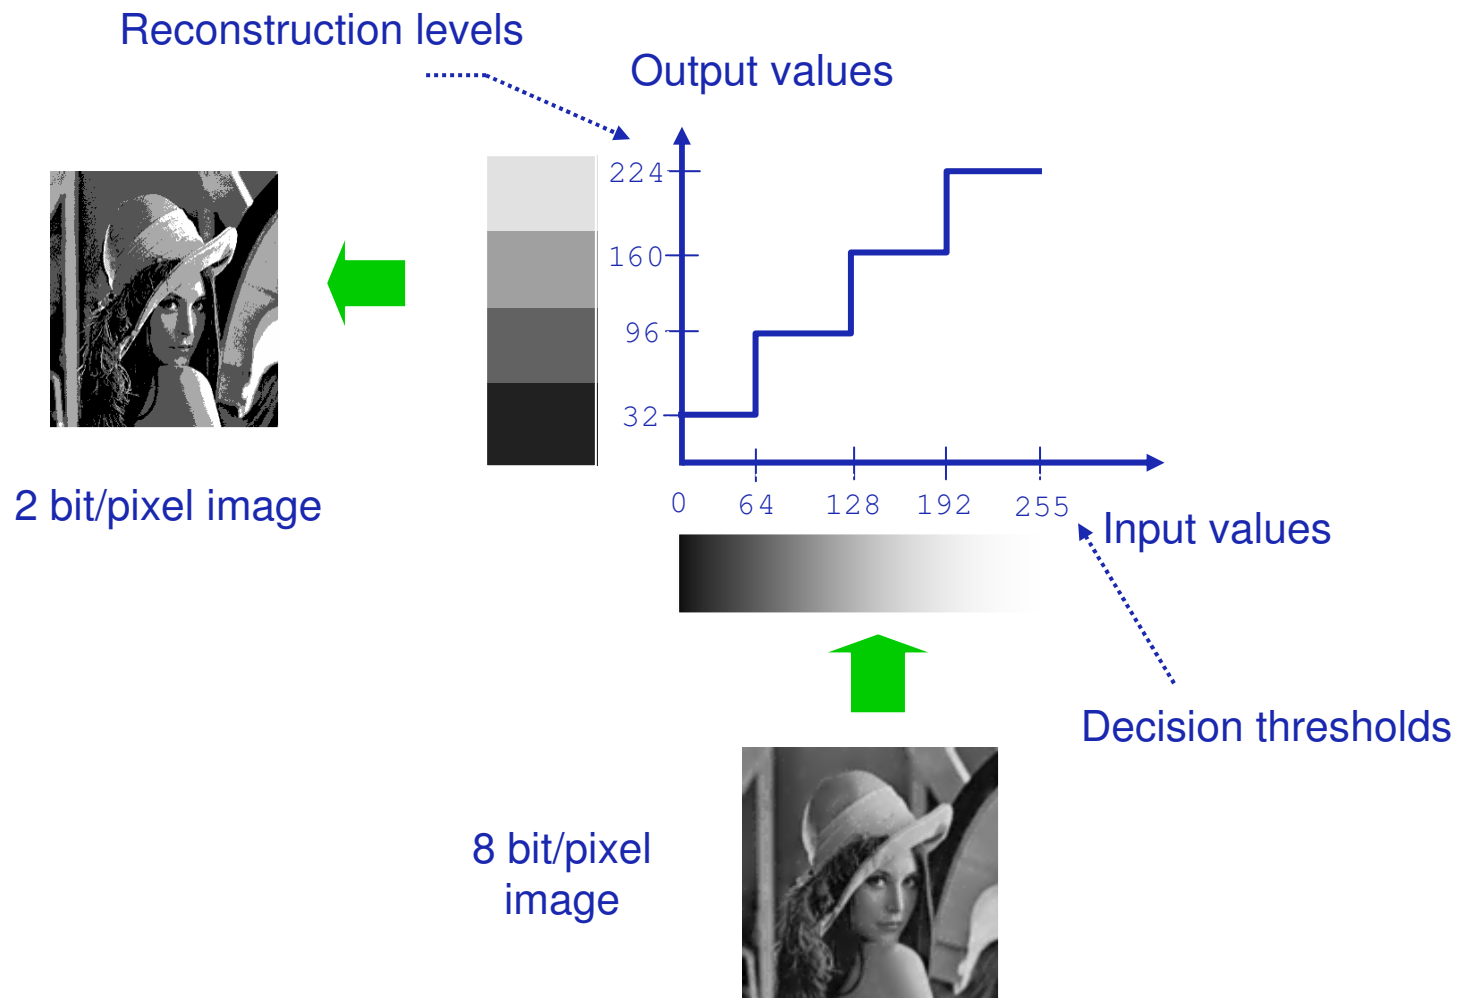 Reconstruction levels
Output values
224
160
96
32
0 64 128 192 255
Input values
2 bit/pixel image
Decision thresholds
8 bit/pixel
image